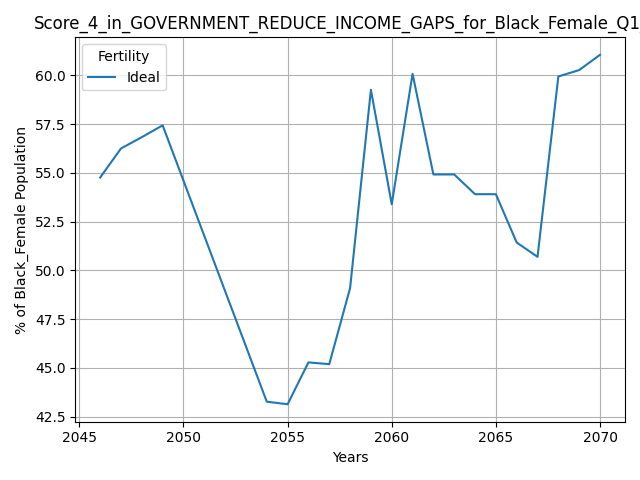 Score_4_in_GOVERNMENT_REDUCE_INCOME_GAPS_for_Black_Female_Q1
Fertility
Ideal
% of Black_Female Population
60.0
57.5
55.0
52.5
50.0
47.5
45.0
42.5
2045 2050 2055 2060 2065 2070
Years